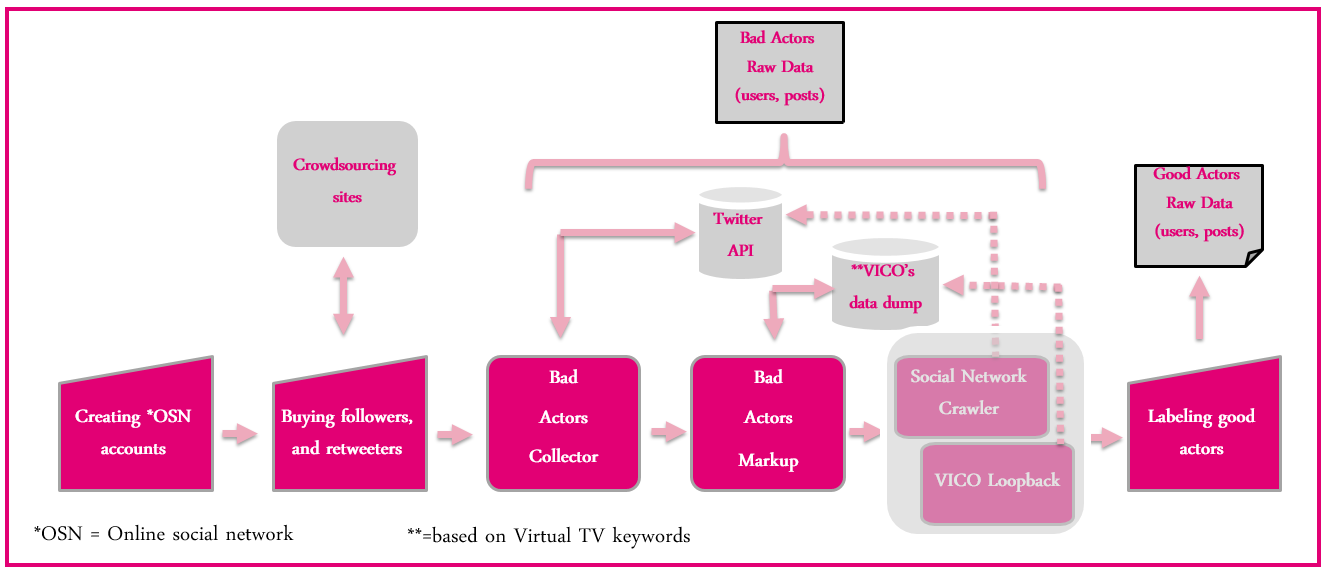 Bad Actors
Raw Data
(users, posts)
Crowdsourcing
sites
Good Actors
Raw Data
(users, posts)
Twitter
API
**VICO's
data dump
Creating *OSN
accounts
Buying followers,
and retweeters
Bad
Actors
Collector
Bad
Actors
Markup
Social Network
Crawler
VICO Loopback
Labeling good
actors
*OSN = Online social network
**=based on Virtual TV keywords